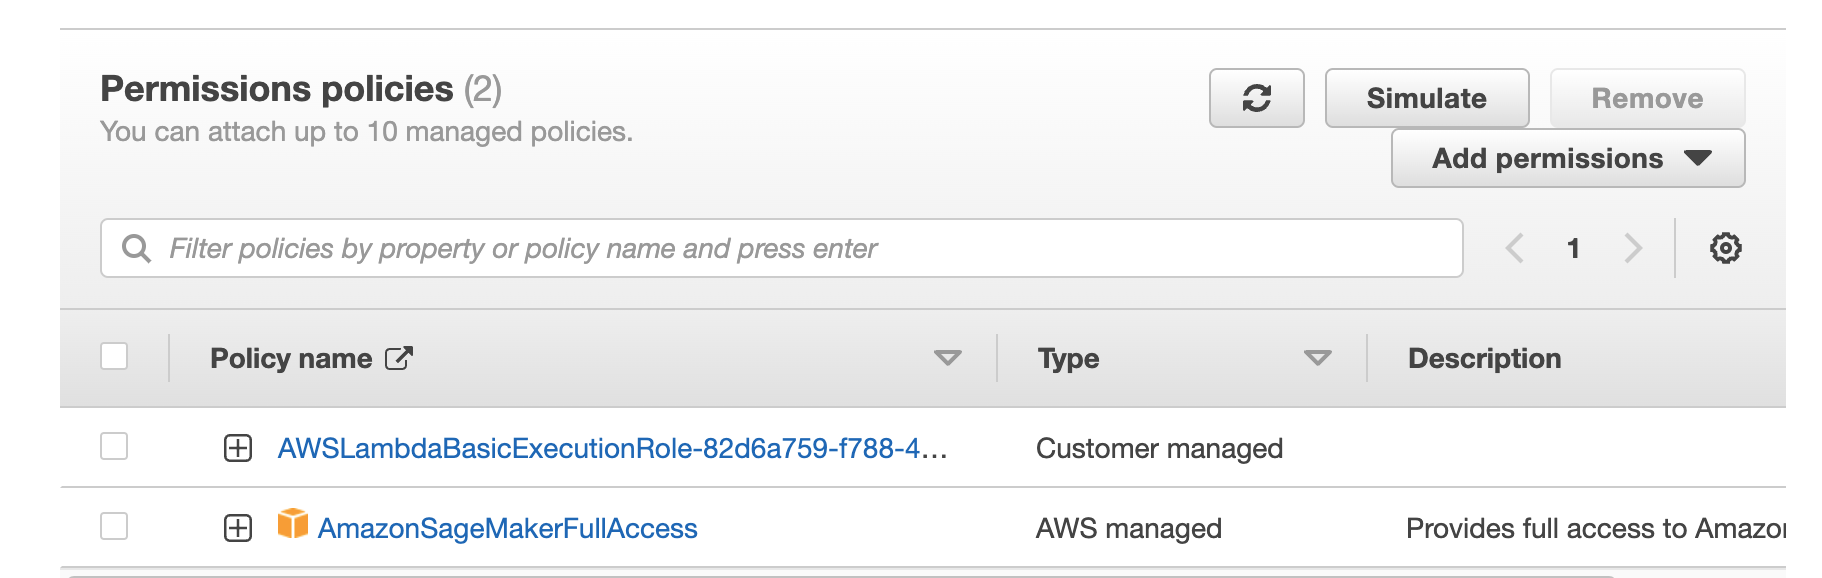 Permissions policies (2)
You can attach up to 10 managed policies.
Simulate
Remove
Add permissions
Filter policies by property or policy name and press enter
1
Policy name
Type
Description
AWSLambdaBasicExecutionRole-82d6a759-f788-4...
Customer managed
AmazonSageMakerFullAccess
AWS managed
Provides full access to Amazon